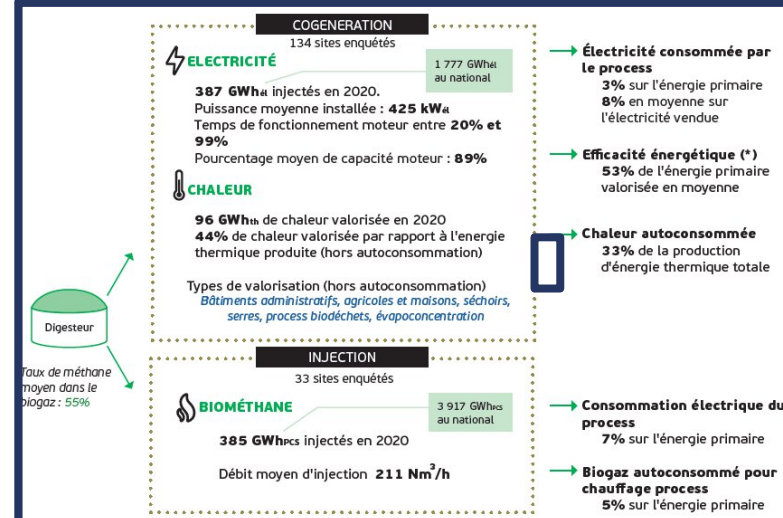 COGENERATION
134 sites enquétés
ELECTRICITÉ
1 777 GWhél
au national
387 GWhél injectés en 2020.
Puissance moyenne installée : 425 kWél
Temps de fonctionnement moteur entre 20% et
99%
Pourcentage moyen de capacité moteur : 89%
CHALEUR
96 GWhth de chaleur valorisée en 2020
44% de chaleur valorisée par rapport à l'energie
thermique produite (hors autoconsommation)
Types de valorisation (hors autoconsommation)
Bâtiments administratifs, agricoles et maisons, séchoirs,
serres, process biodéchets, évapoconcentration
Électricité consommée par
le process
3% sur l'énergie primaire
8% en moyenne sur
l'électricité vendue
Efficacité énergétique (*)
53% de l'énergie primaire
valorisée en moyenne
Chaleur autoconsommée
33% de la production
d'énergie thermique totale
Digesteur
Taux de méthane
moyen dans le
biogaz : 55%
INJECTION
33 sites enquétés
BIOMÉTHANE
3 917 GWhPCS
au national
385 GWhPCS injectés en 2020
Débit moyen d'injection 211 Nm³/h
Consommation électrique du
process
7% sur l'énergie primaire
Biogaz autoconsommé pour
chauffage process
5% sur l'énergie primaire